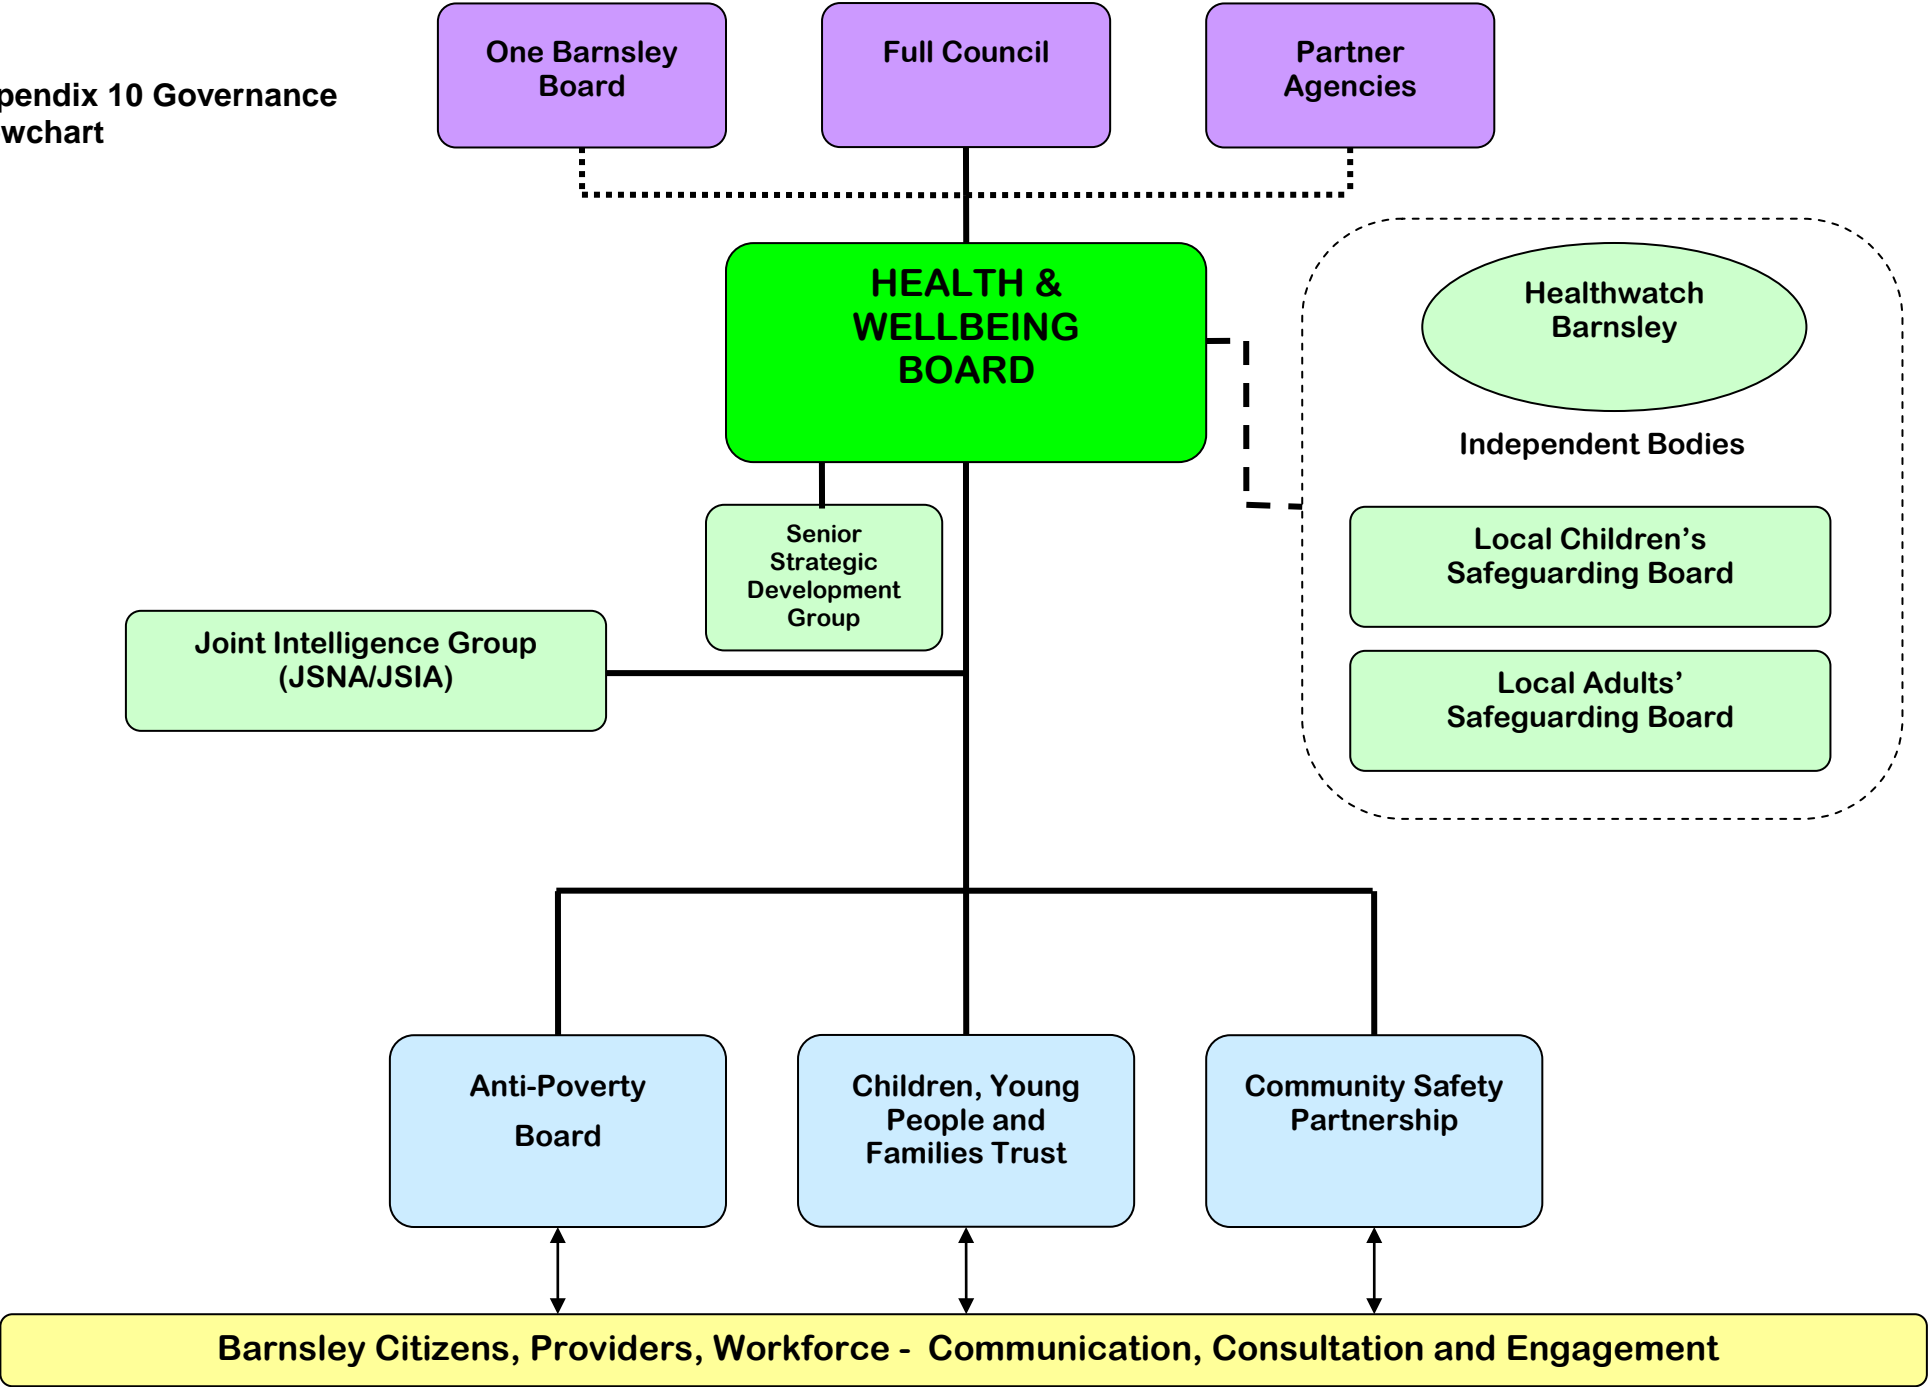 pendix 10 Governance
wchart
One Barnsley
Board
Full Council
Partner
Agencies
HEALTH &
WELLBEING
BOARD
Healthwatch
Barnsley
Independent Bodies
Local Children’s
Safeguarding Board
Local Adults’
Safeguarding Board
Senior
Strategic
Development
Group
Joint Intelligence Group
(JSNA/JSIA)
Anti-Poverty
Board
Children, Young
People and
Families Trust
Community Safety
Partnership
Barnsley Citizens, Providers, Workforce - Communication, Consultation and Engagement